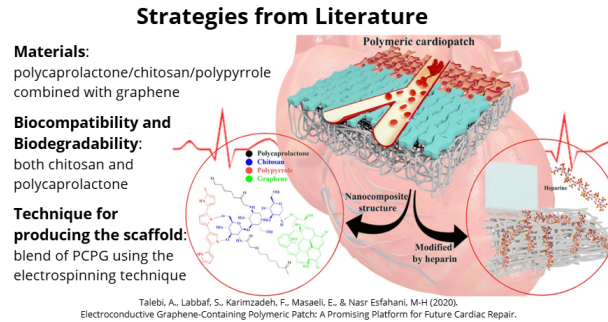 Strategies from Literature
Materials:
polycaprolactone/chitosan/polypyrrole
combined with graphene
Biocompatibility and
Biodegradability:
both chitosan and
polycaprolactone
Technique for
producing the scaffold:
blend of PCPG using the
electrospinning technique
Polymeric cardiopatch
Polycaprolactone
Chitosan
Polypyrrole
Graphene
Nanocomposite
structure
Modified
by heparin
Heparine
Talebi, A., Labbaf, S., Karimzadeh, F., Masaeli, E., & Nasr Esfahani, M-H (2020).
Electroconductive Graphene-Containing Polymeric Patch: A Promising Platform for Future Cardiac Repair.